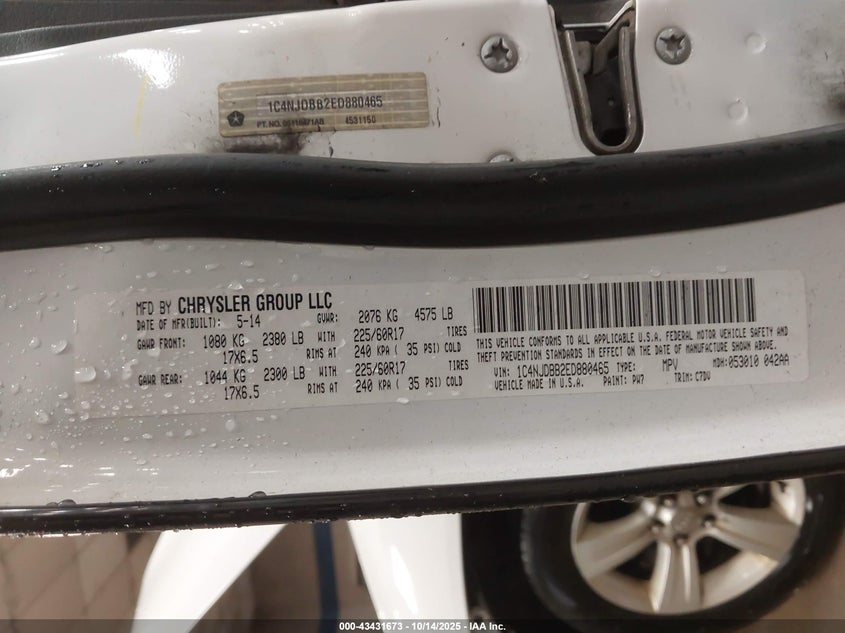 1C4NJDBB2ED880465
PT. NO. 05116871AB 4531150
MFD BY CHRYSLER GROUP LLC
DATE OF MFR(BUILT): 5-14 GVWR: 2076 KG 4575 LB
GAWR FRONT: 1080 KG 2380 LB WITH 225/60R17 TIRES
17X6.5 RIMS AT 240 KPA ( 35 PSI) COLD
GAWR REAR: 1044 KG 2300 LB WITH 225/60R17 TIRES
17X6.5 RIMS AT 240 KPA ( 35 PSI) COLD
THIS VEHICLE CONFORMS TO ALL APPLICABLE U.S.A. FEDERAL MOTOR VEHICLE SAFETY AND
THEFT PREVENTION STANDARDS IN EFFECT ON THE DATE OF MANUFACTURE SHOWN ABOVE.
VIN: 1C4NJDBB2ED880465 TYPE: MPV MDH: 053010 042AA
VEHICLE MADE IN U.S.A. PAINT: PW7 TRIM: C7DV
000-43431673 | 10/14/2025 | IAA Inc.